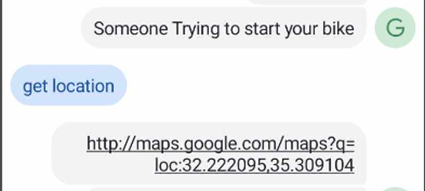 Someone Trying to start your bike
G
get location
http://maps.google.com/maps?q=
loc:32.222095,35.309104